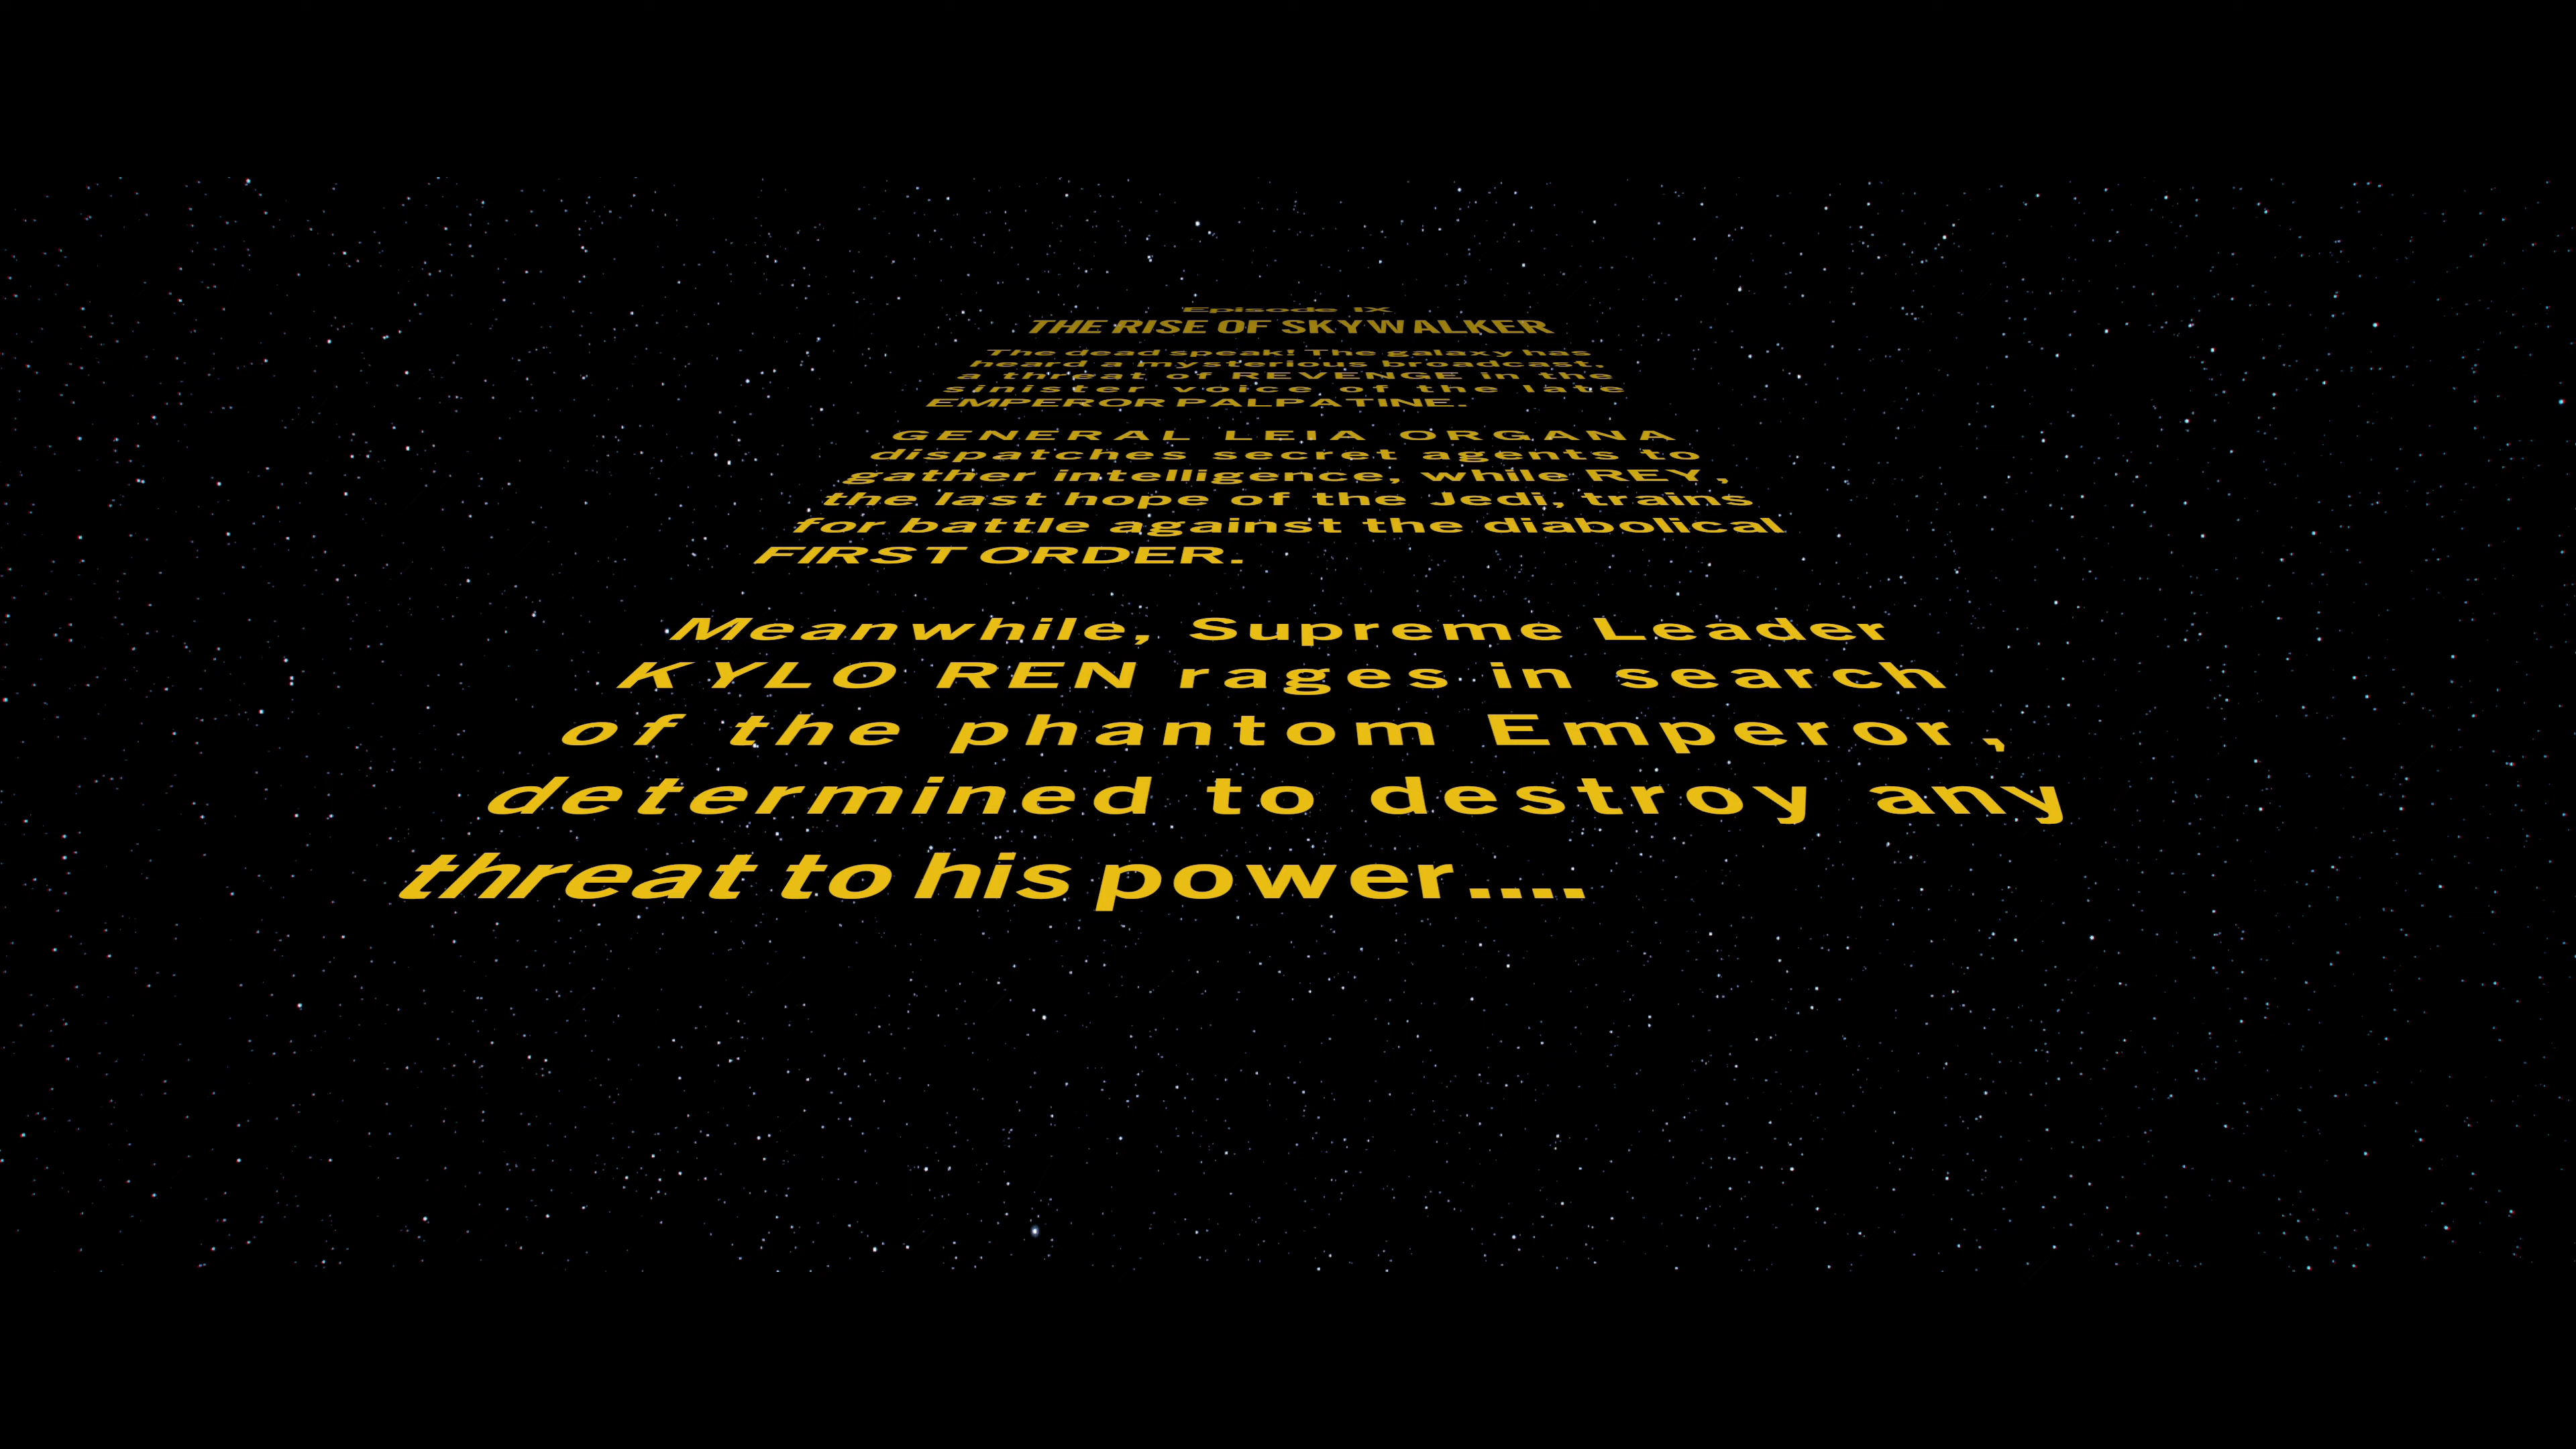 Episode IX
THE RISE OF SKYWALKER
The dead speak! The galaxy has
heard a mysterious broadcast,
a threat of REVENGE in the
sinister voice of the late
EMPEROR PALPATINE.
GENERAL LEIA ORGANA
dispatches secret agents to
gather intelligence, while REY,
the last hope of the Jedi, trains
for battle against the diabolical
FIRST ORDER.
Meanwhile, Supreme Leader
KYLO REN rages in search
of the phantom Emperor,
determined to destroy any
threat to his power....